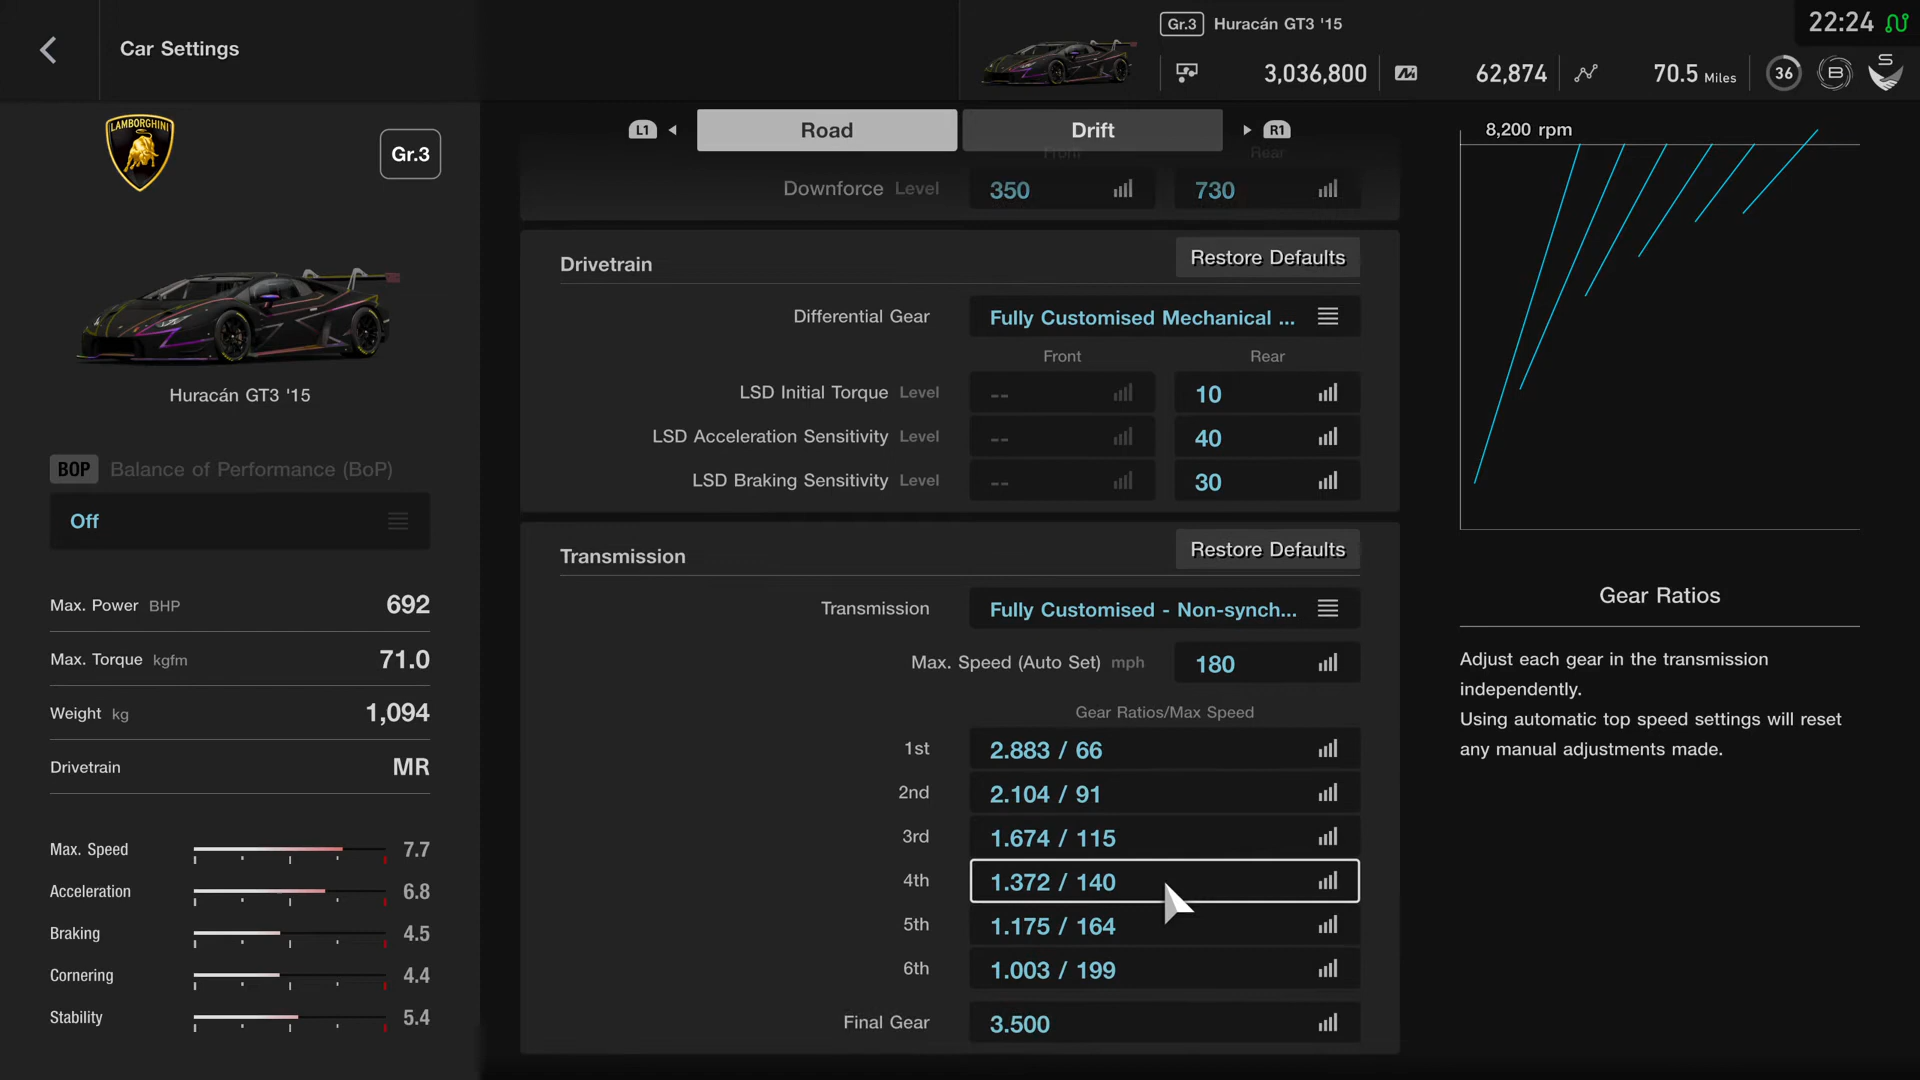 Car Settings
Gr.3 Huracán GT3 '15
22:24
3,036,800
62,874
70.5 Miles
36
B
S
LAMBORGHINI
Gr.3
Huracán GT3 '15
BOP Balance of Performance (BoP)
Off
Max. Power BHP 692
Max. Torque kgfm 71.0
Weight kg 1,094
Drivetrain MR
Max. Speed 7.7
Acceleration 6.8
Braking 4.5
Cornering 4.4
Stability 5.4
L1 Road Drift R1
Front Rear
Downforce Level 350 730
Drivetrain Restore Defaults
Differential Gear Fully Customised Mechanical ...
Front Rear
LSD Initial Torque Level -- 10
LSD Acceleration Sensitivity Level -- 40
LSD Braking Sensitivity Level -- 30
Transmission Restore Defaults
Transmission Fully Customised - Non-synch...
Max. Speed (Auto Set) mph 180
Gear Ratios/Max Speed
1st 2.883 / 66
2nd 2.104 / 91
3rd 1.674 / 115
4th 1.372 / 140
5th 1.175 / 164
6th 1.003 / 199
Final Gear 3.500
8,200 rpm
Gear Ratios
Adjust each gear in the transmission
independently.
Using automatic top speed settings will reset
any manual adjustments made.